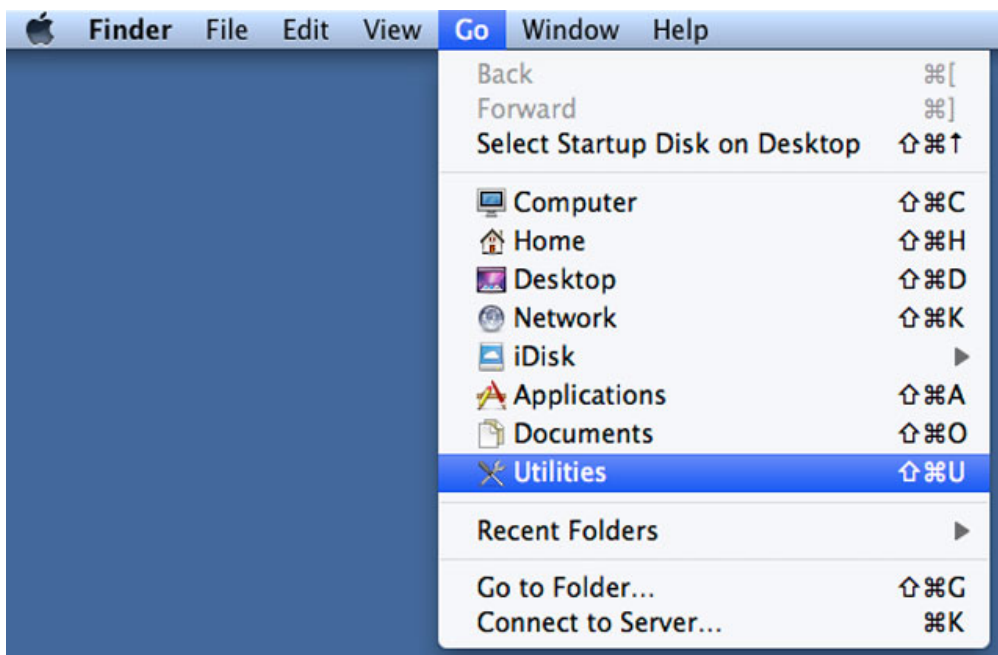 Finder File Edit View Go Window Help
Back ⌘[
Forward ⌘]
Select Startup Disk on Desktop ⇧⌘↑
Computer ⇧⌘C
Home ⇧⌘H
Desktop ⇧⌘D
Network ⇧⌘K
iDisk ▶
Applications ⇧⌘A
Documents ⇧⌘O
Utilities ⇧⌘U
Recent Folders ▶
Go to Folder... ⇧⌘G
Connect to Server... ⌘K